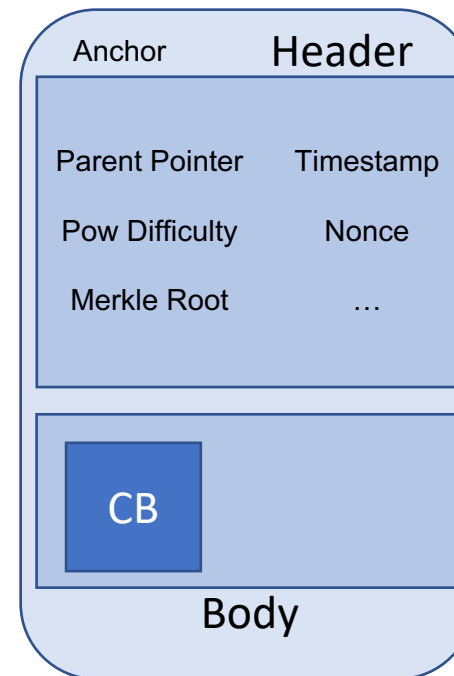 Anchor Header
Parent Pointer Timestamp
Pow Difficulty Nonce
Merkle Root …
CB
Body